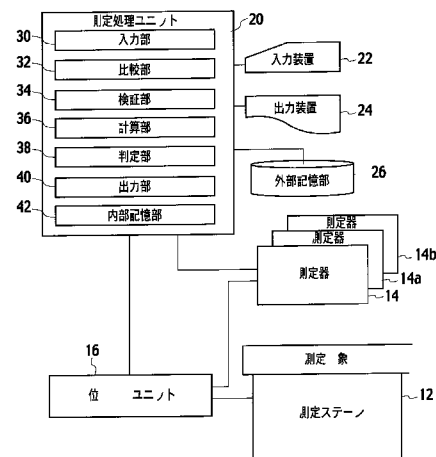 測定処理ユニット
20
30
入力部
32
比較部
34
検証部
36
計算部
38
判定部
40
出力部
42
内部記憶部
入力装置
22
出力装置
24
外部記憶部
26
測定器
測定器
測定器
14b
14a
14
16
位 ユニット
測定 象
測定ステーノ
12